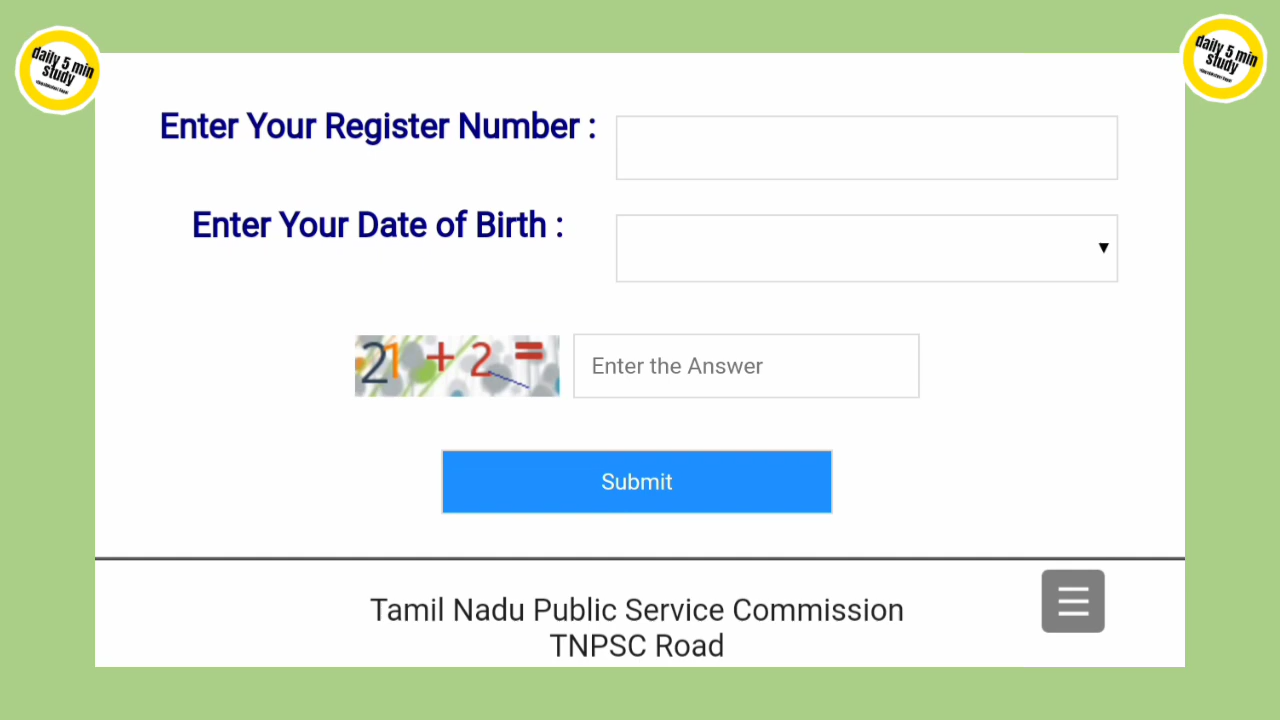 daily 5 min
study
daily 5 min
study
Enter Your Register Number :
Enter Your Date of Birth :
21 + 2 =
Enter the Answer
Submit
Tamil Nadu Public Service Commission
TNPSC Road